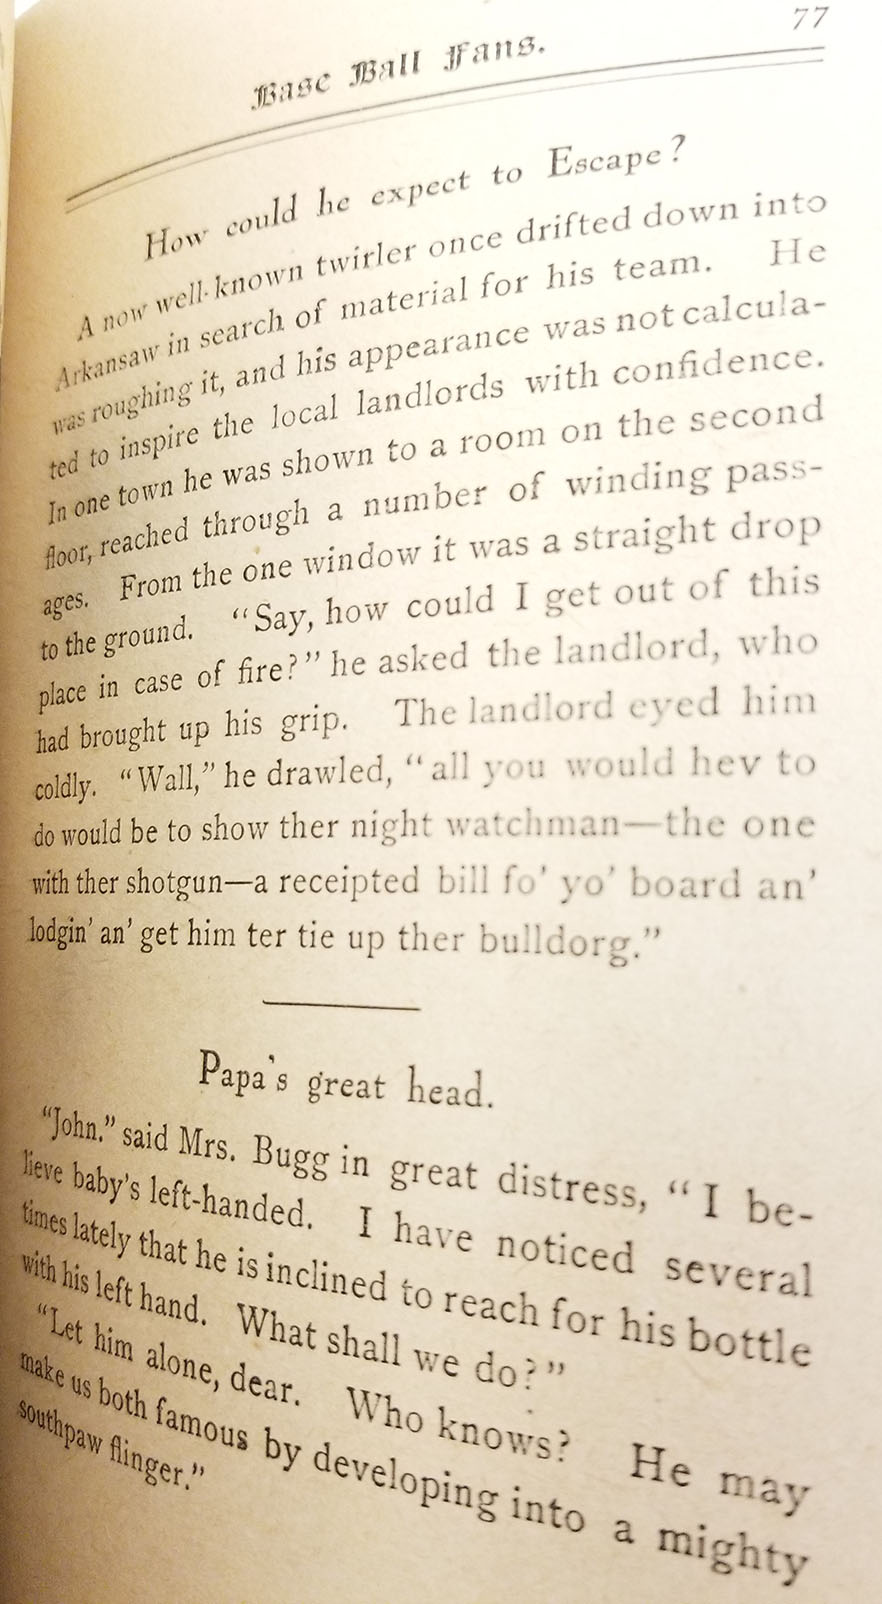 77
Base Ball Fans.
How could he expect to Escape?
A now well-known twirler once drifted down into
Arkansaw in search of material for his team. He
was roughing it, and his appearance was not calcula-
ted to inspire the local landlords with confidence.
In one town he was shown to a room on the second
floor, reached through a number of winding pass-
ages. From the one window it was a straight drop
to the ground. "Say, how could I get out of this
place in case of fire?" he asked the landlord, who
had brought up his grip. The landlord eyed him
coldly. "Wall," he drawled, "all you would hev to
do would be to show ther night watchman—the one
with ther shotgun—a receipted bill fo' yo' board an'
lodgin' an' get him ter tie up ther bulldorg."
Papa's great head.
"John." said Mrs. Bugg in great distress, "I be-
lieve baby's left-handed. I have noticed several
times lately that he is inclined to reach for his bottle
with his left hand. What shall we do?"
"Let him alone, dear. Who knows? He may
make us both famous by developing into a mighty
southpaw flinger."